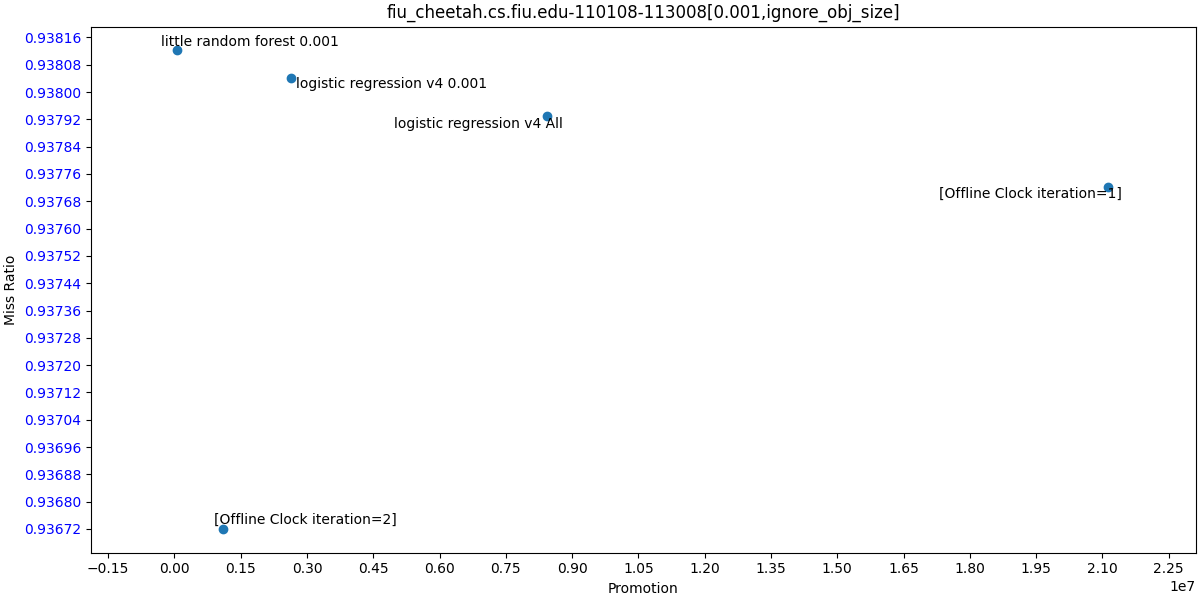 fiu_cheetah.cs.fiu.edu-110108-113008[0.001,ignore_obj_size]
0.93816
0.93808
0.93800
0.93792
0.93784
0.93776
0.93768
0.93760
0.93752
0.93744
0.93736
0.93728
0.93720
0.93712
0.93704
0.93696
0.93688
0.93680
0.93672
Miss Ratio
little random forest 0.001
logistic regression v4 0.001
logistic regression v4 All
[Offline Clock iteration=1]
[Offline Clock iteration=2]
−0.15 0.00 0.15 0.30 0.45 0.60 0.75 0.90 1.05 1.20 1.35 1.50 1.65 1.80 1.95 2.10 2.25
1e7
Promotion